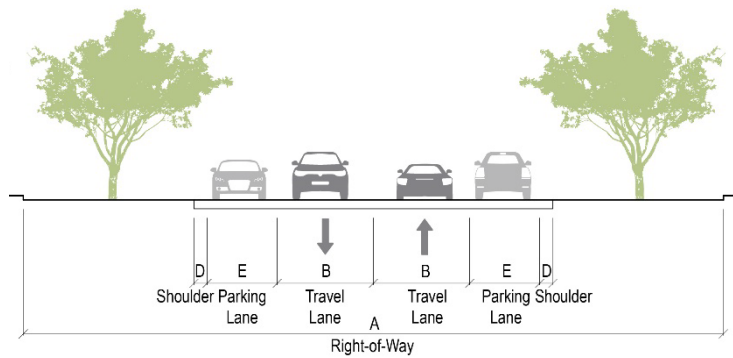 D E B B E D
Shoulder Parking Travel Travel Parking Shoulder
Lane Lane Lane Lane
A
Right-of-Way